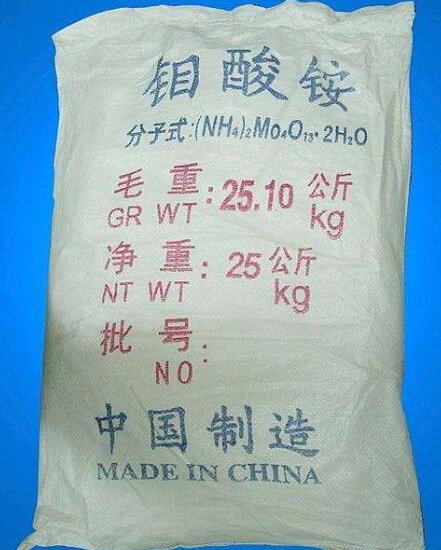 钼酸铵
分子式:(NH₄)₂Mo₄O₁₃·2H₂O
毛 重:25.10公斤
GR WT kg
净 重:25公斤
NT WT kg
批 号:
NO
中国制造
MADE IN CHINA